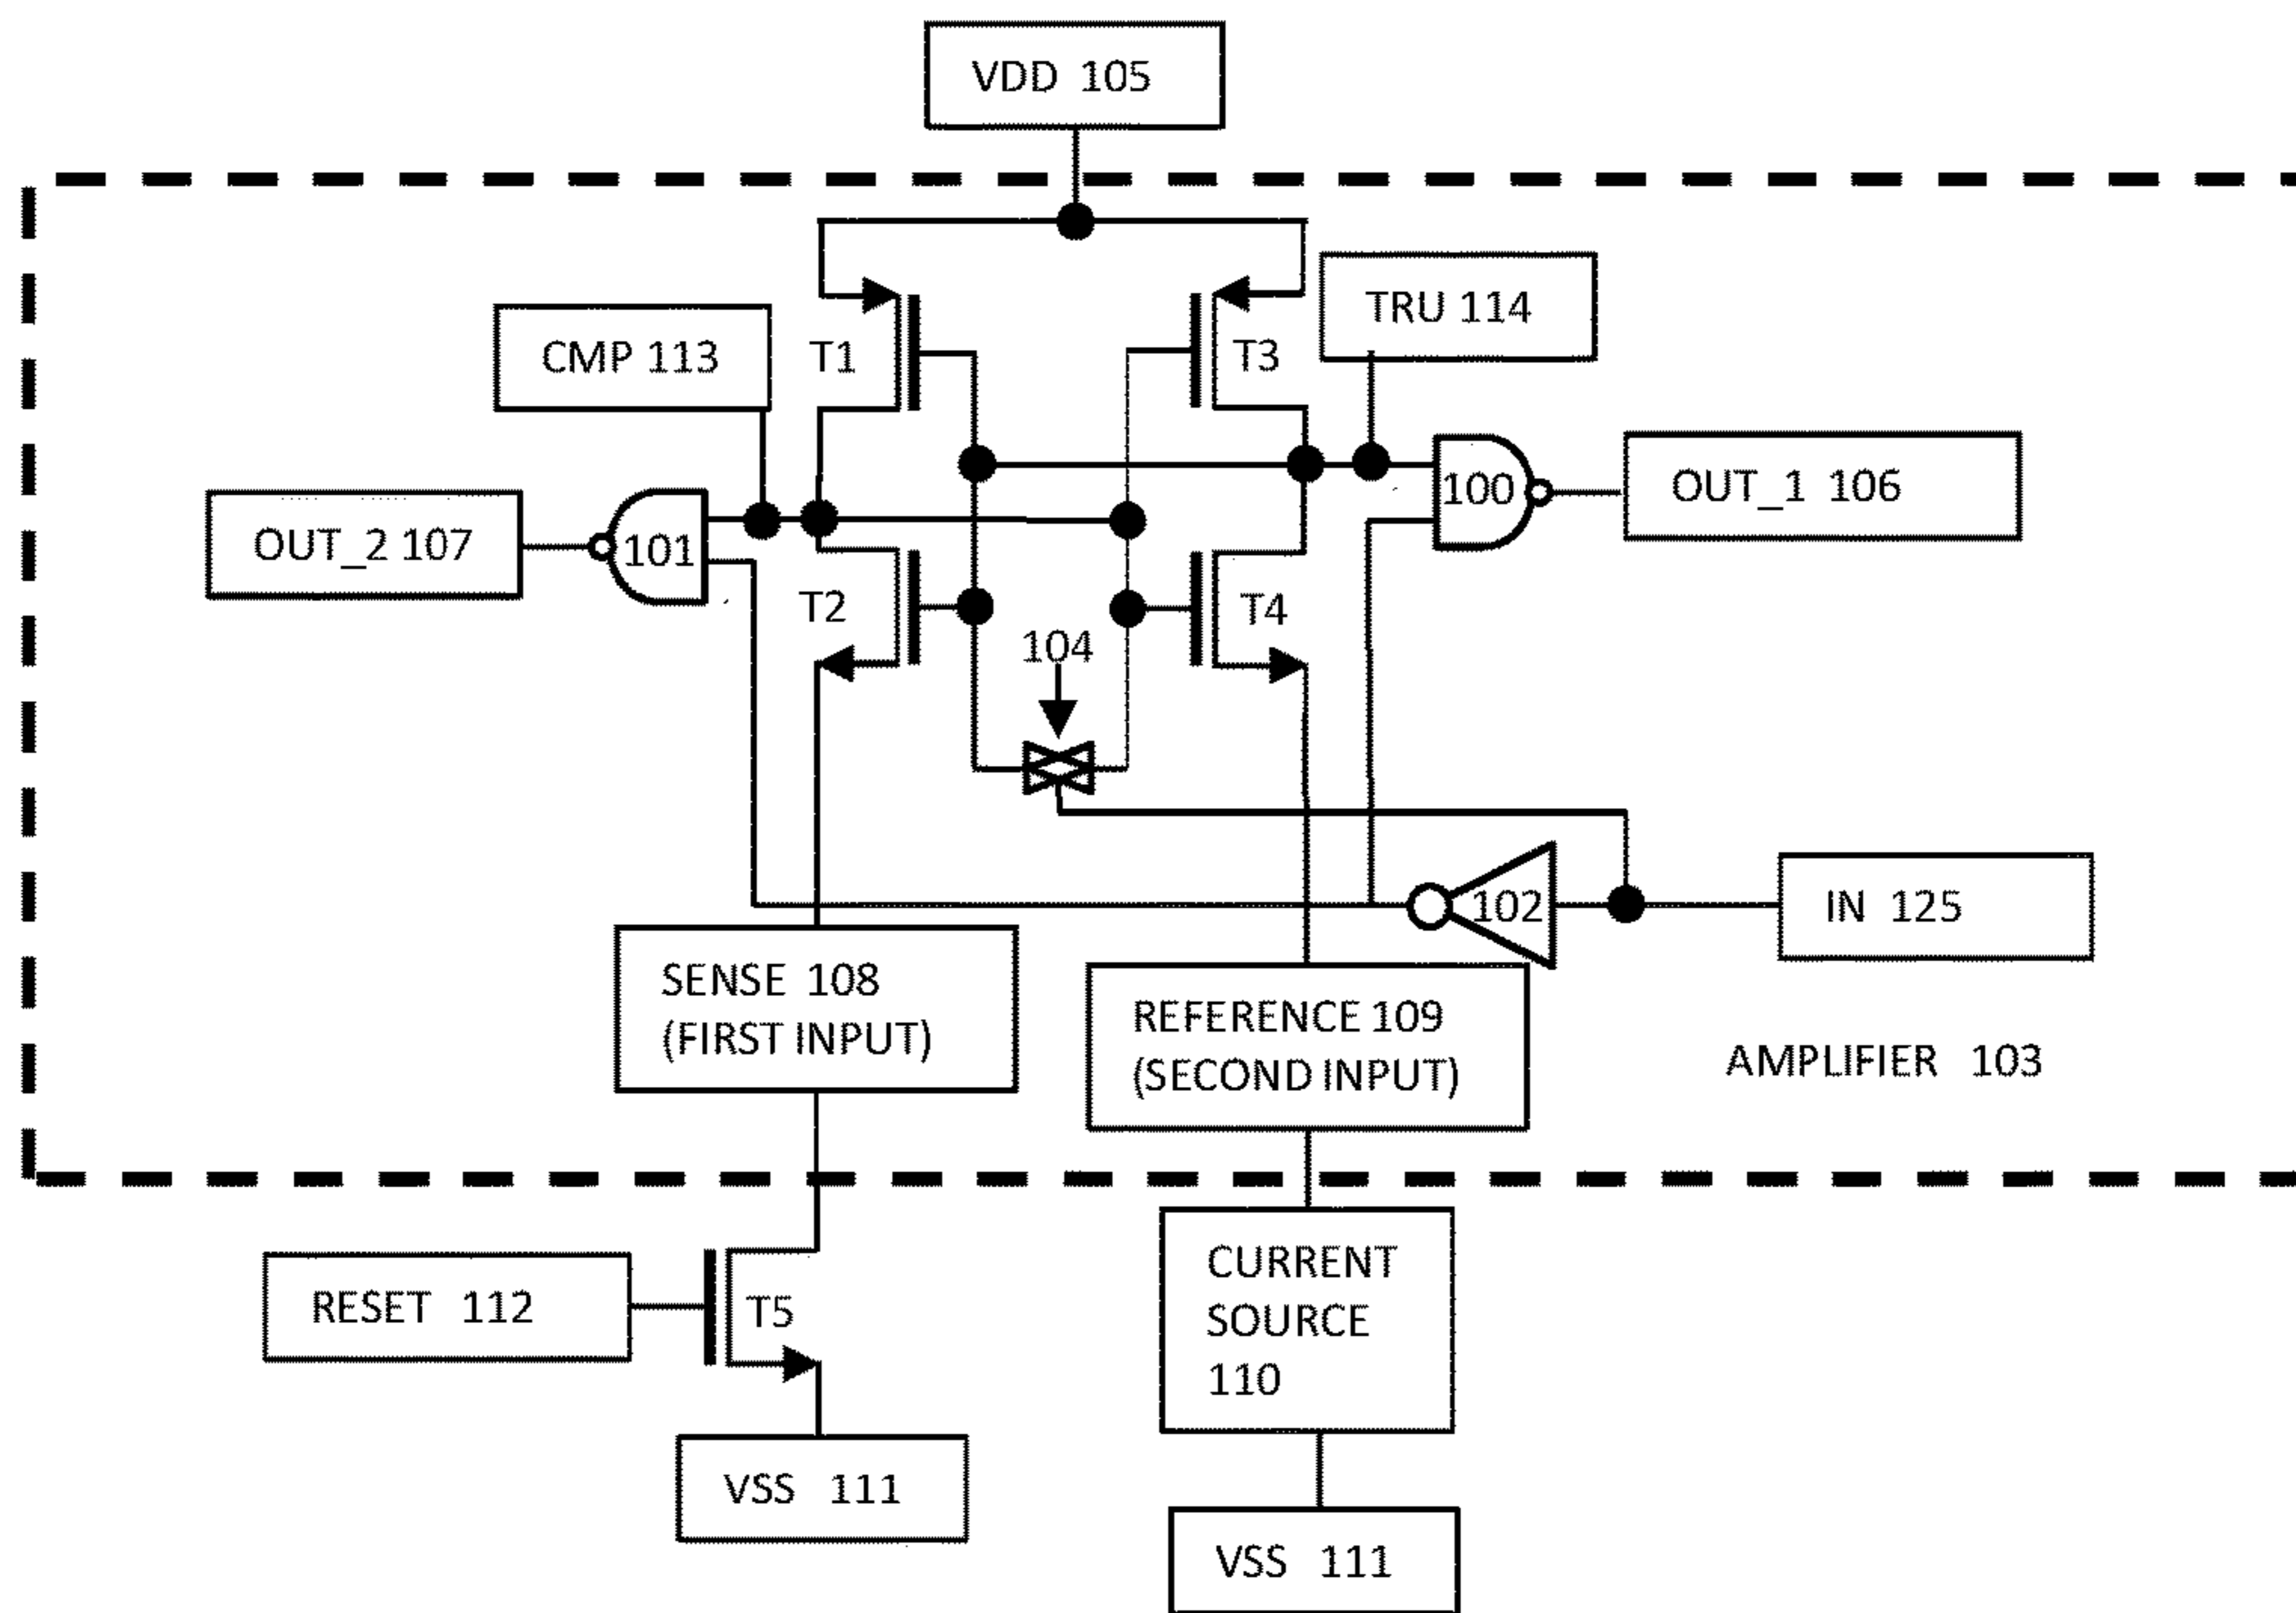 VDD 105
TRU 114
CMP 113
T1
T3
100
OUT_1 106
OUT_2 107
101
T2
T4
104
102
IN 125
SENSE 108
(FIRST INPUT)
REFERENCE 109
(SECOND INPUT)
AMPLIFIER 103
RESET 112
T5
CURRENT
SOURCE
110
VSS 111
VSS 111